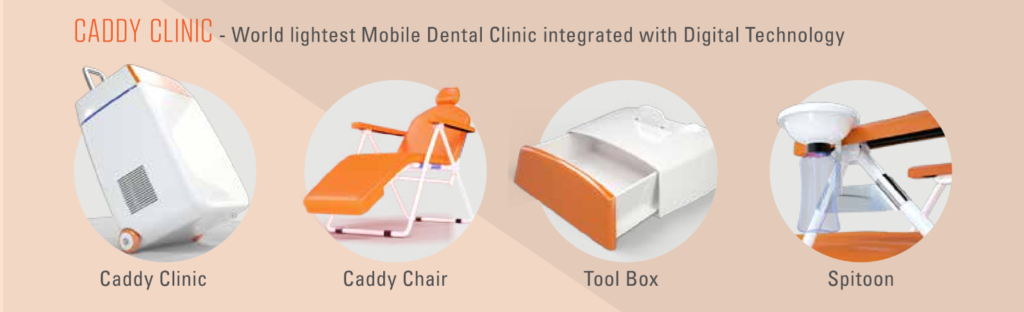 CADDY CLINIC - World lightest Mobile Dental Clinic integrated with Digital Technology
Caddy Clinic
Caddy Chair
Tool Box
Spitoon